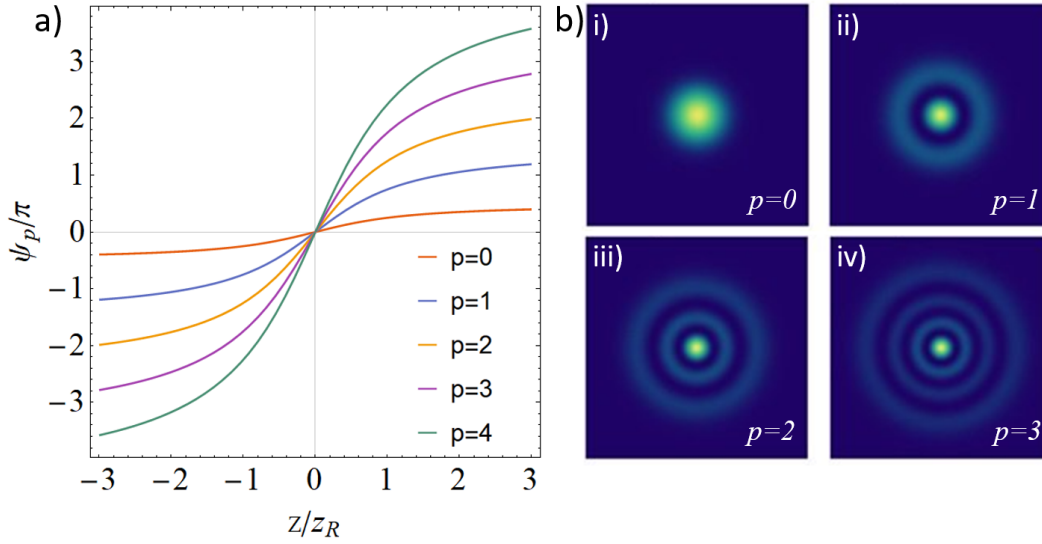 a)
3
2
1
0
−1
−2
−3
ψp/π
p=0
p=1
p=2
p=3
p=4
−3 −2 −1 0 1 2 3
z/zR
b)
i)
p=0
ii)
p=1
iii)
p=2
iv)
p=3